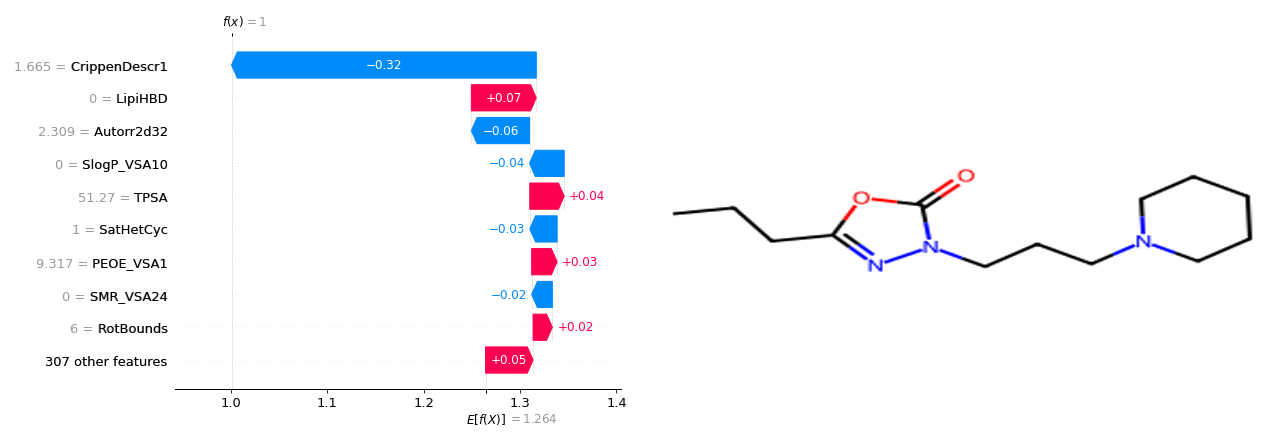 f(x) = 1
1.665 = CrippenDescr1
−0.32
0 = LipiHBD
+0.07
2.309 = Autorr2d32
−0.06
0 = SlogP_VSA10
−0.04
51.27 = TPSA
+0.04
1 = SatHetCyc
−0.03
9.317 = PEOE_VSA1
+0.03
0 = SMR_VSA24
−0.02
6 = RotBounds
+0.02
307 other features
+0.05
1.0 1.1 1.2 1.3 1.4
E[f(X)] = 1.264
O
O
N
N
N